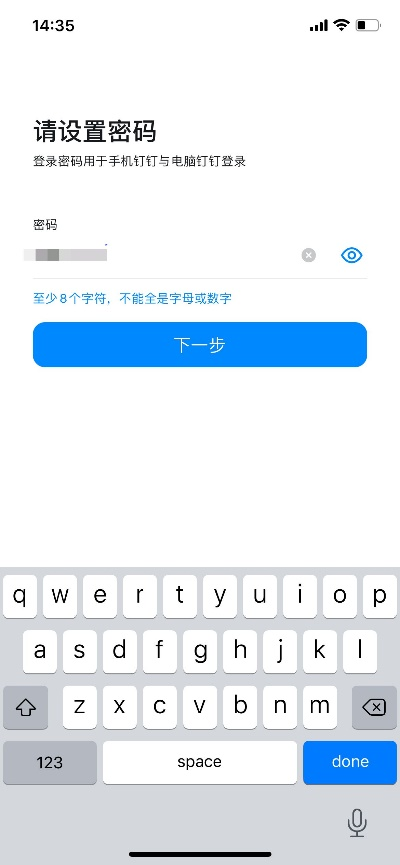 14:35
请设置密码
登录密码用于手机钉钉与电脑钉钉登录
密码
至少8个字符，不能全是字母或数字
下一步
q w e r t y u i o p
a s d f g h j k l
z x c v b n m
123 space done